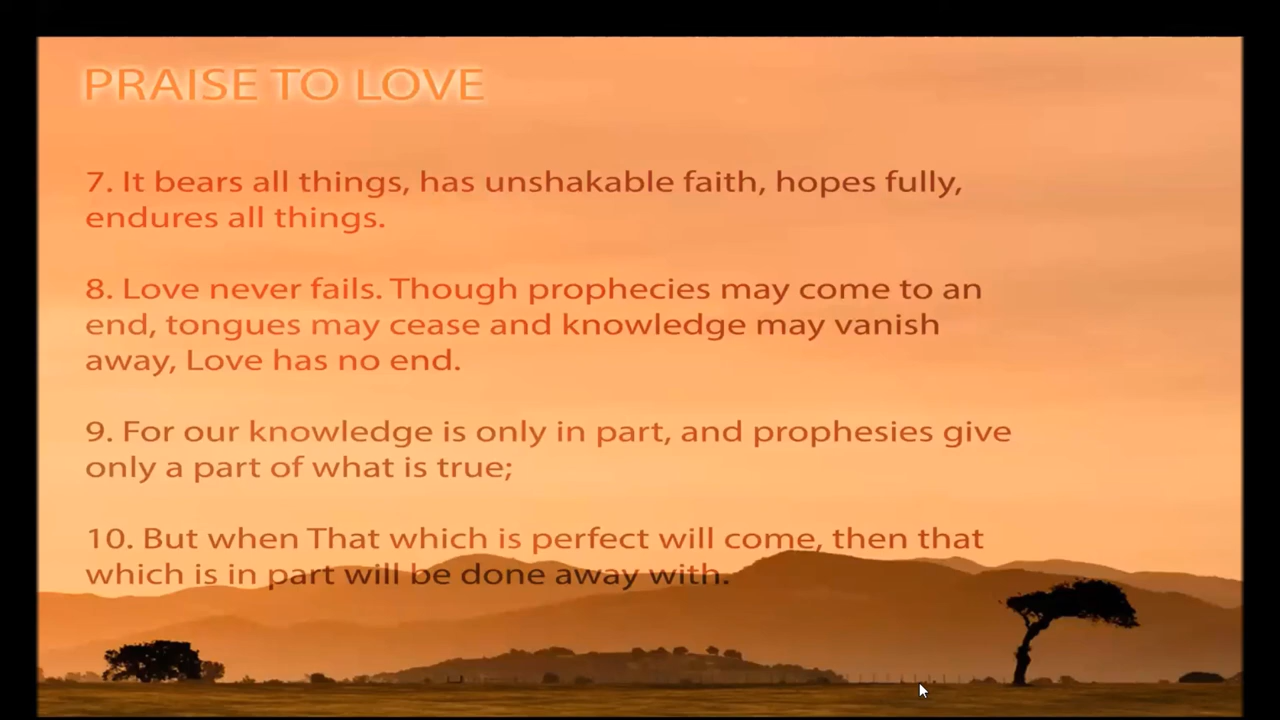 PRAISE TO LOVE
7. It bears all things, has unshakable faith, hopes fully,
endures all things.
8. Love never fails. Though prophecies may come to an
end, tongues may cease and knowledge may vanish
away, Love has no end.
9. For our knowledge is only in part, and prophesies give
only a part of what is true;
10. But when That which is perfect will come, then that
which is in part will be done away with.